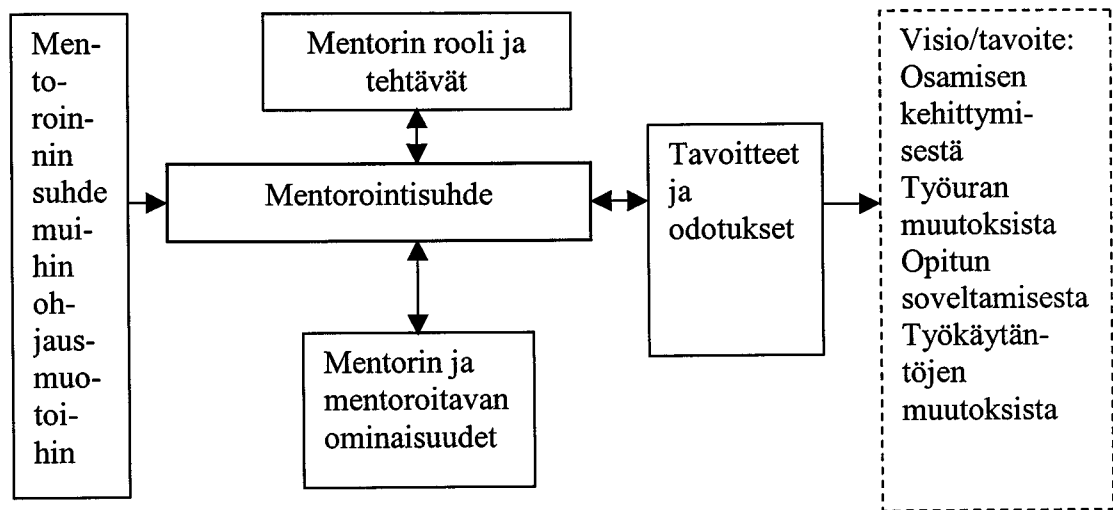 Men-
to-
roin-
nin
suhde
mui-
hin
oh-
jaus-
muo-
toi-
hin
Mentorin rooli ja
tehtävät
Mentorointisuhde
Mentorin ja
mentoroitavan
ominaisuudet
Tavoitteet
ja
odotukset
Visio/tavoite:
Osamisen
kehittymi-
sestä
Työuran
muutoksista
Opitun
soveltamisesta
Työkäytän-
töjen
muutoksista